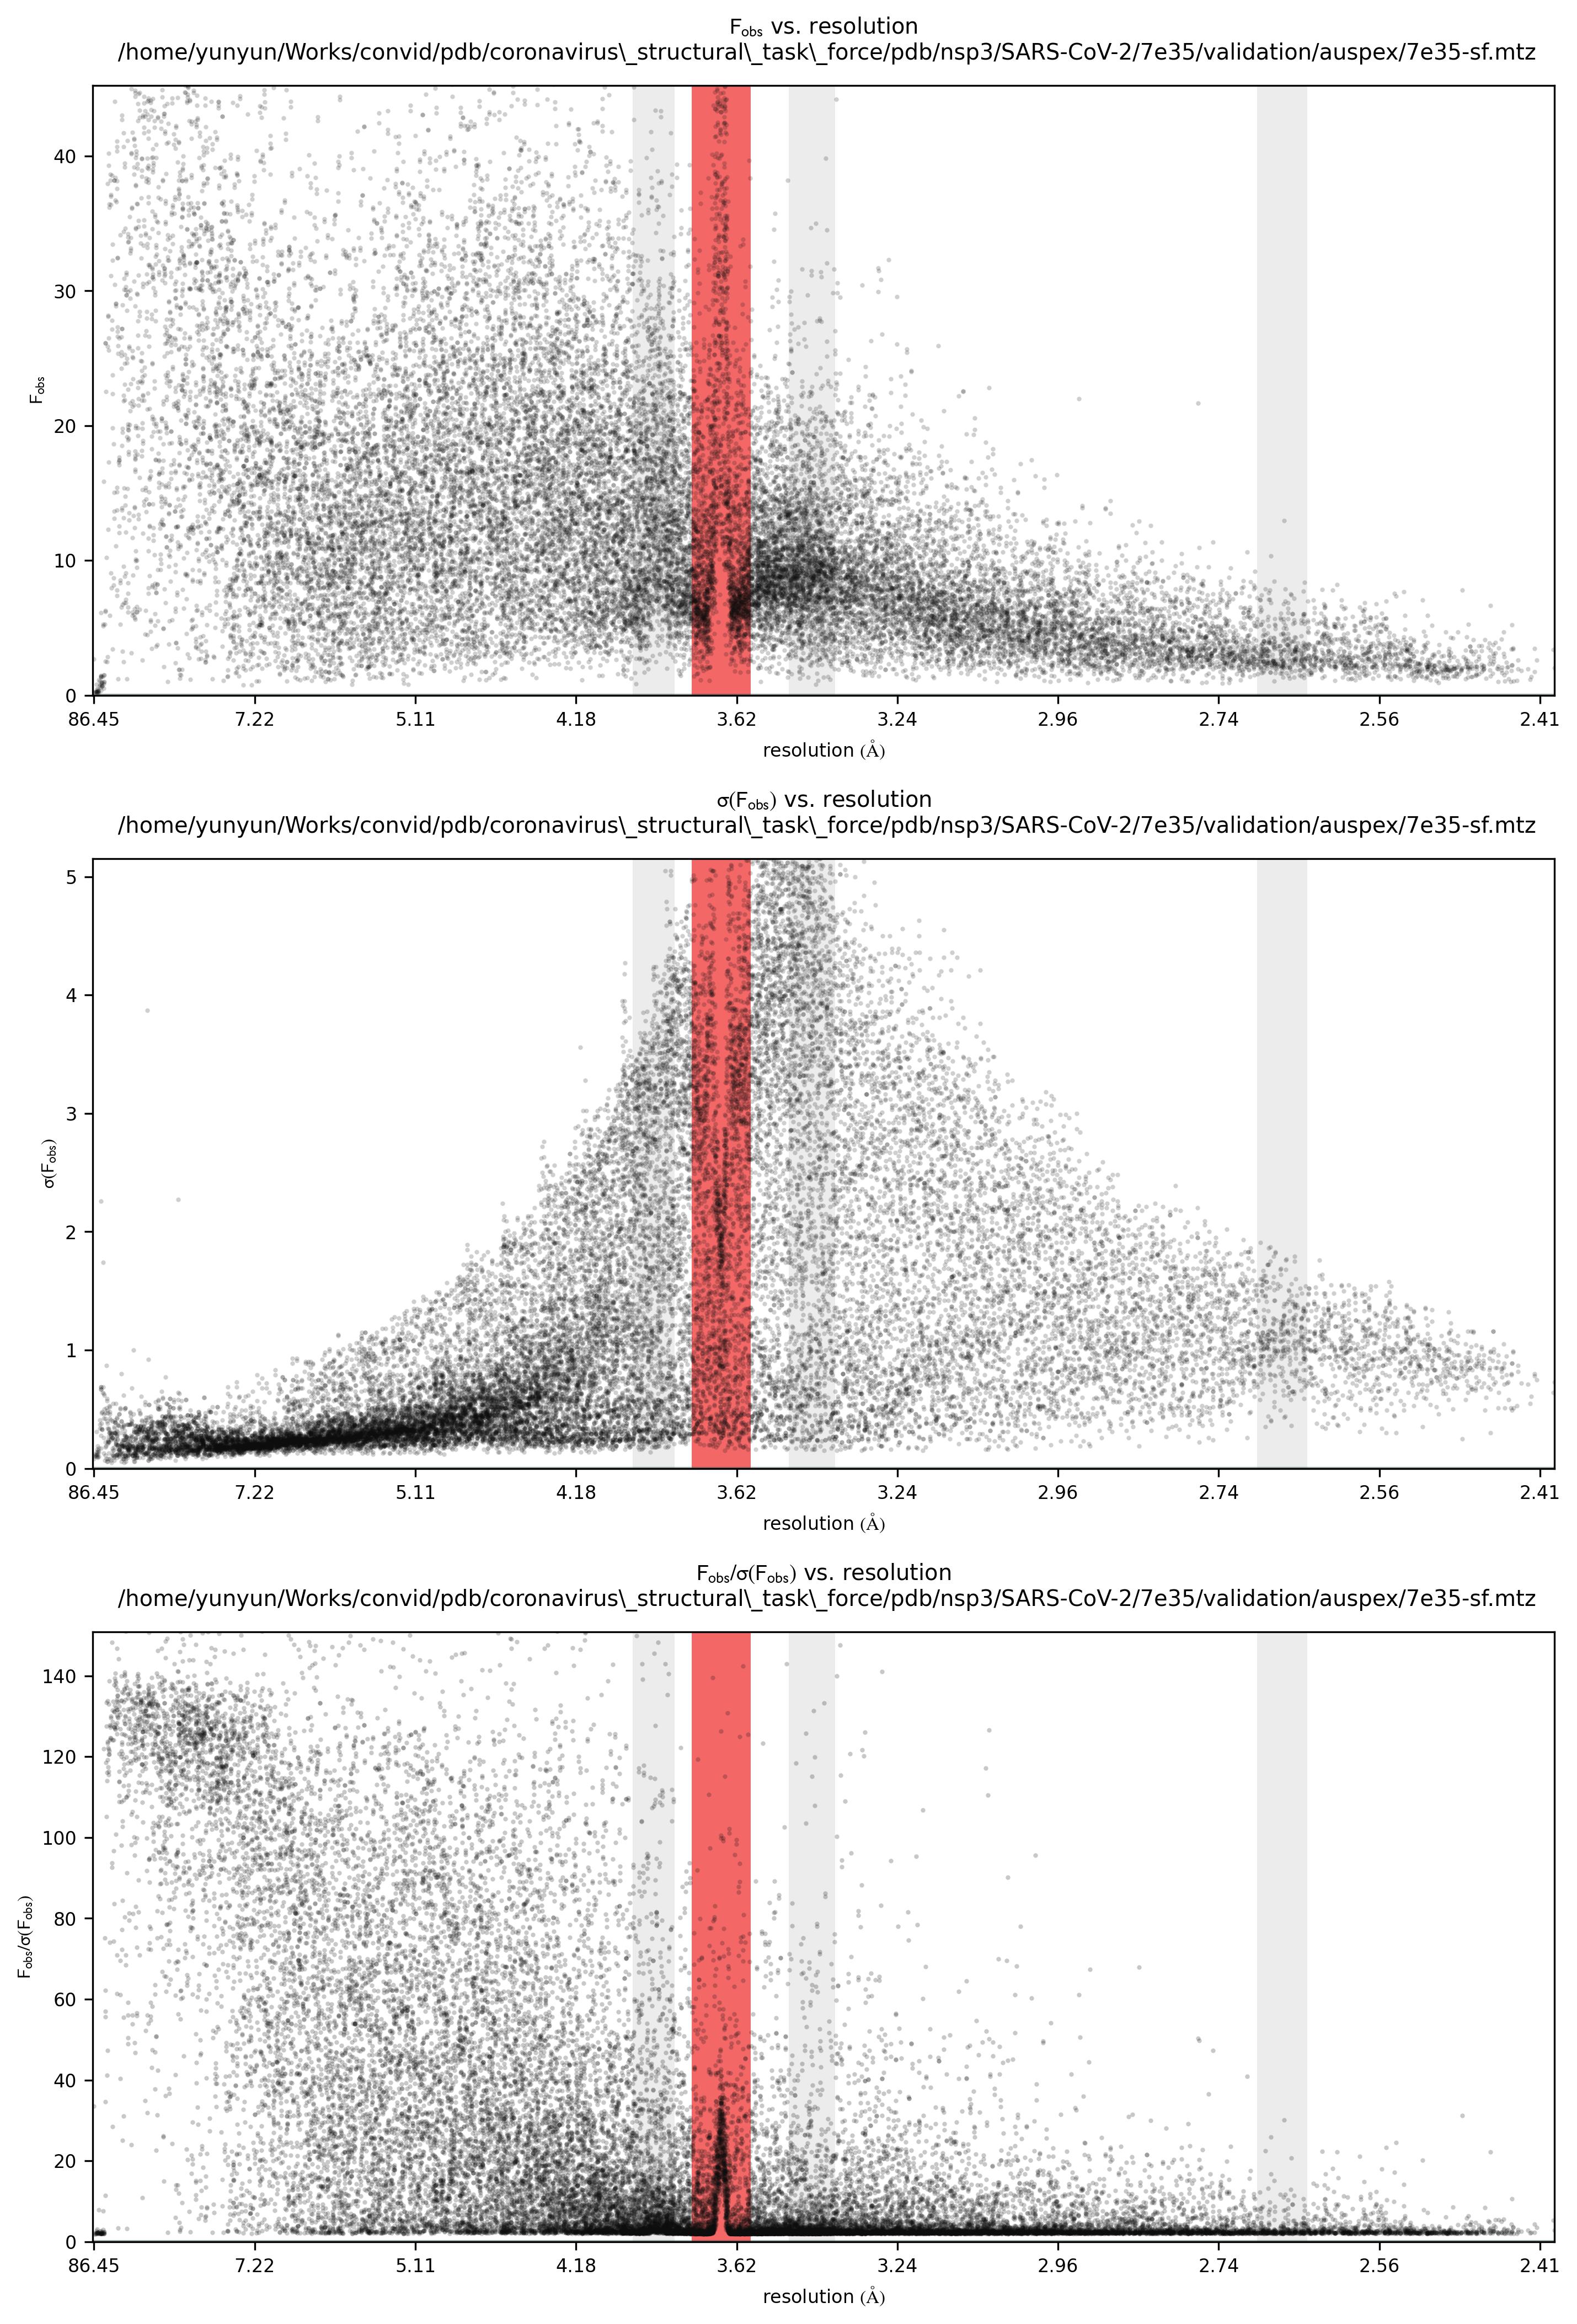 Fobs vs. resolution
/home/yunyun/Works/convid/pdb/coronavirus\_structural\_task\_force/pdb/nsp3/SARS-CoV-2/7e35/validation/auspex/7e35-sf.mtz
Fobs
40
30
20
10
0
86.45 7.22 5.11 4.18 3.62 3.24 2.96 2.74 2.56 2.41
resolution (Å)
σ(Fobs) vs. resolution
/home/yunyun/Works/convid/pdb/coronavirus\_structural\_task\_force/pdb/nsp3/SARS-CoV-2/7e35/validation/auspex/7e35-sf.mtz
σ(Fobs)
5
4
3
2
1
0
86.45 7.22 5.11 4.18 3.62 3.24 2.96 2.74 2.56 2.41
resolution (Å)
Fobs/σ(Fobs) vs. resolution
/home/yunyun/Works/convid/pdb/coronavirus\_structural\_task\_force/pdb/nsp3/SARS-CoV-2/7e35/validation/auspex/7e35-sf.mtz
Fobs/σ(Fobs)
140
120
100
80
60
40
20
0
86.45 7.22 5.11 4.18 3.62 3.24 2.96 2.74 2.56 2.41
resolution (Å)